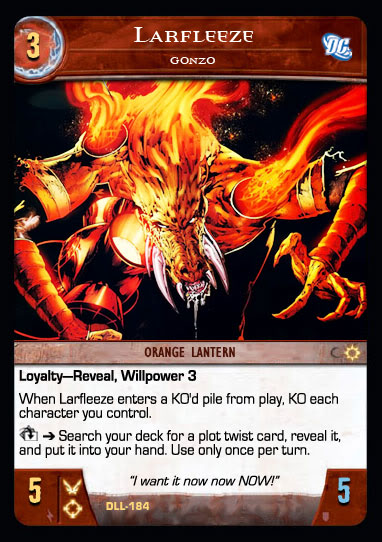 3
LARFLEEZE
GONZO
DC
ORANGE LANTERN
Loyalty—Reveal, Willpower 3
When Larfleeze enters a KO'd pile from play, KO each
character you control.
➔ Search your deck for a plot twist card, reveal it,
and put it into your hand. Use only once per turn.
"I want it now now NOW!"
5
5
DLL-184